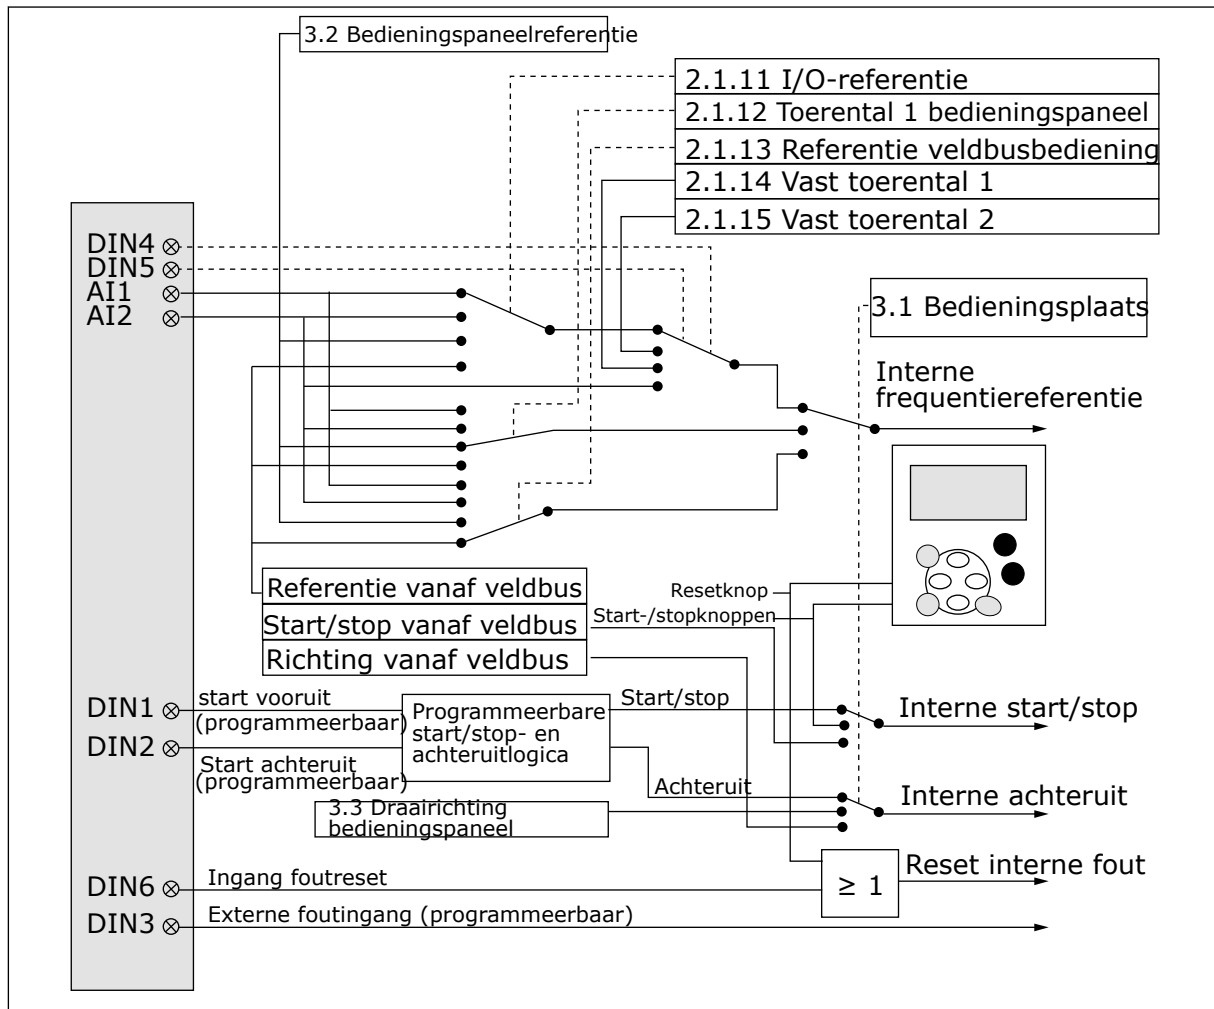 3.2 Bedieningspaneelreferentie
2.1.11 I/O-referentie
2.1.12 Toerental 1 bedieningspaneel
2.1.13 Referentie veldbusbediening
2.1.14 Vast toerental 1
2.1.15 Vast toerental 2
DIN4
DIN5
AI1
AI2
3.1 Bedieningsplaats
Interne
frequentiereferentie
Referentie vanaf veldbus
Start/stop vanaf veldbus
Richting vanaf veldbus
Resetknop
Start-/stopknoppen
DIN1
start vooruit
(programmeerbaar)
DIN2
Start achteruit
(programmeerbaar)
Programmeerbare
start/stop- en
achteruitlogica
Start/stop
Achteruit
Interne start/stop
3.3 Draairichting
bedieningspaneel
Interne achteruit
DIN6
Ingang foutreset
≥ 1
Reset interne fout
DIN3
Externe foutingang (programmeerbaar)